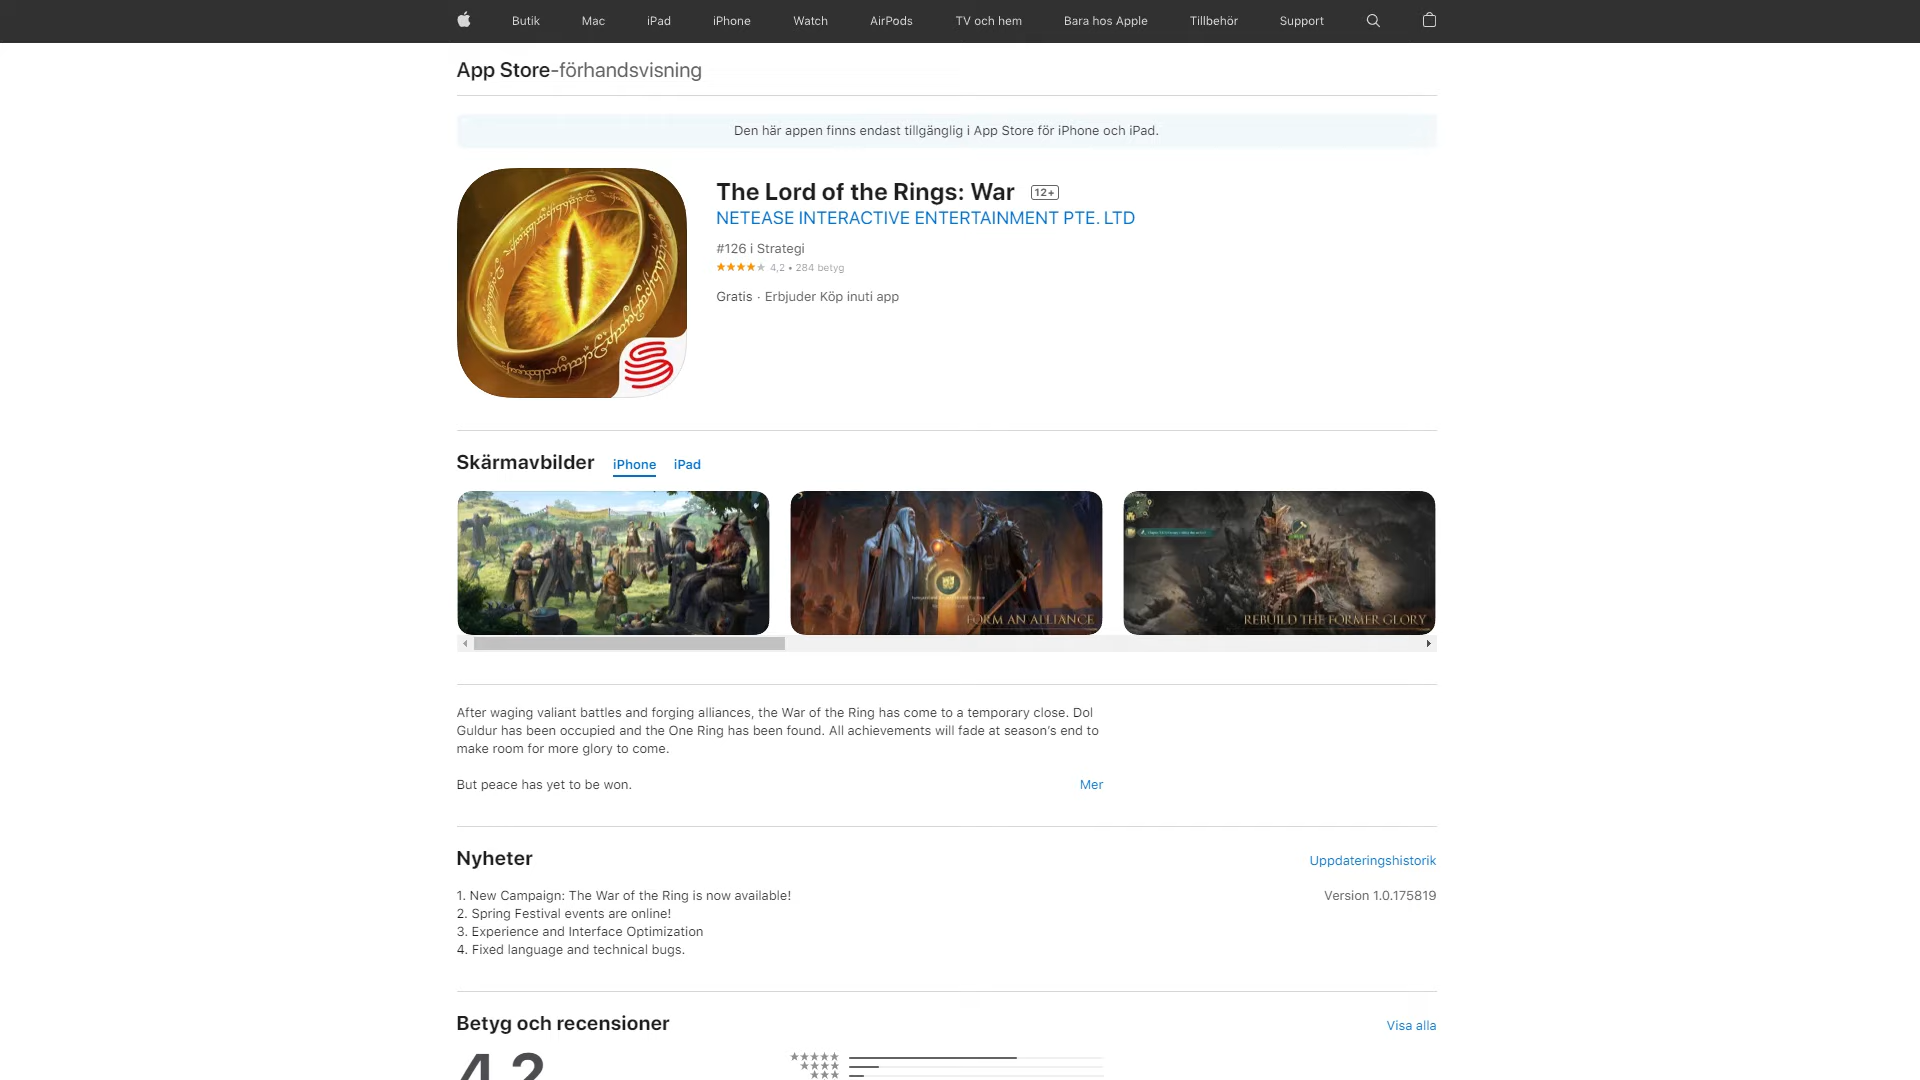 Butik Mac iPad iPhone Watch AirPods TV och hem Bara hos Apple Tillbehör Support
App Store-förhandsvisning
Den här appen finns endast tillgänglig i App Store för iPhone och iPad.
The Lord of the Rings: War 12+
NETEASE INTERACTIVE ENTERTAINMENT PTE. LTD
#126 i Strategi
4,2 • 284 betyg
Gratis · Erbjuder Köp inuti app
Skärmavbilder iPhone iPad
FORM AN ALLIANCE
REBUILD THE FORMER GLORY
After waging valiant battles and forging alliances, the War of the Ring has come to a temporary close. Dol
Guldur has been occupied and the One Ring has been found. All achievements will fade at season's end to
make room for more glory to come.
But peace has yet to be won. Mer
Nyheter Uppdateringshistorik
1. New Campaign: The War of the Ring is now available! Version 1.0.175819
2. Spring Festival events are online!
3. Experience and Interface Optimization
4. Fixed language and technical bugs.
Betyg och recensioner Visa alla
4,2